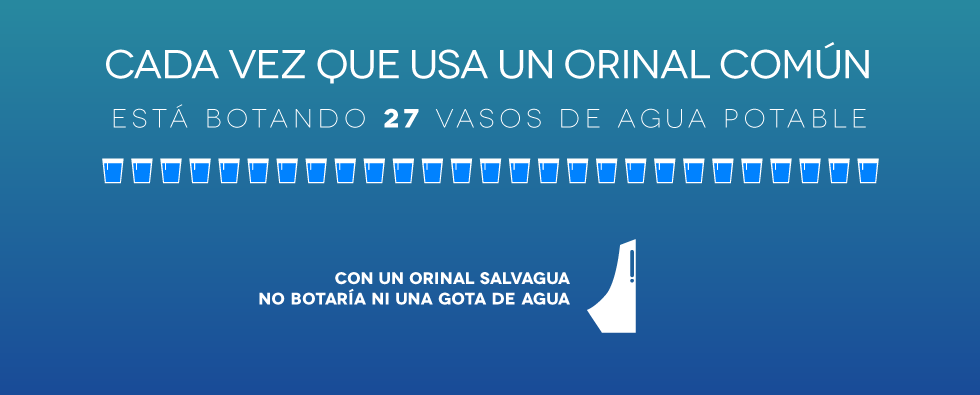 CADA VEZ QUE USA UN ORINAL COMÚN
ESTÁ BOTANDO 27 VASOS DE AGUA POTABLE
CON UN ORINAL SALVAGUA
NO BOTARÍA NI UNA GOTA DE AGUA